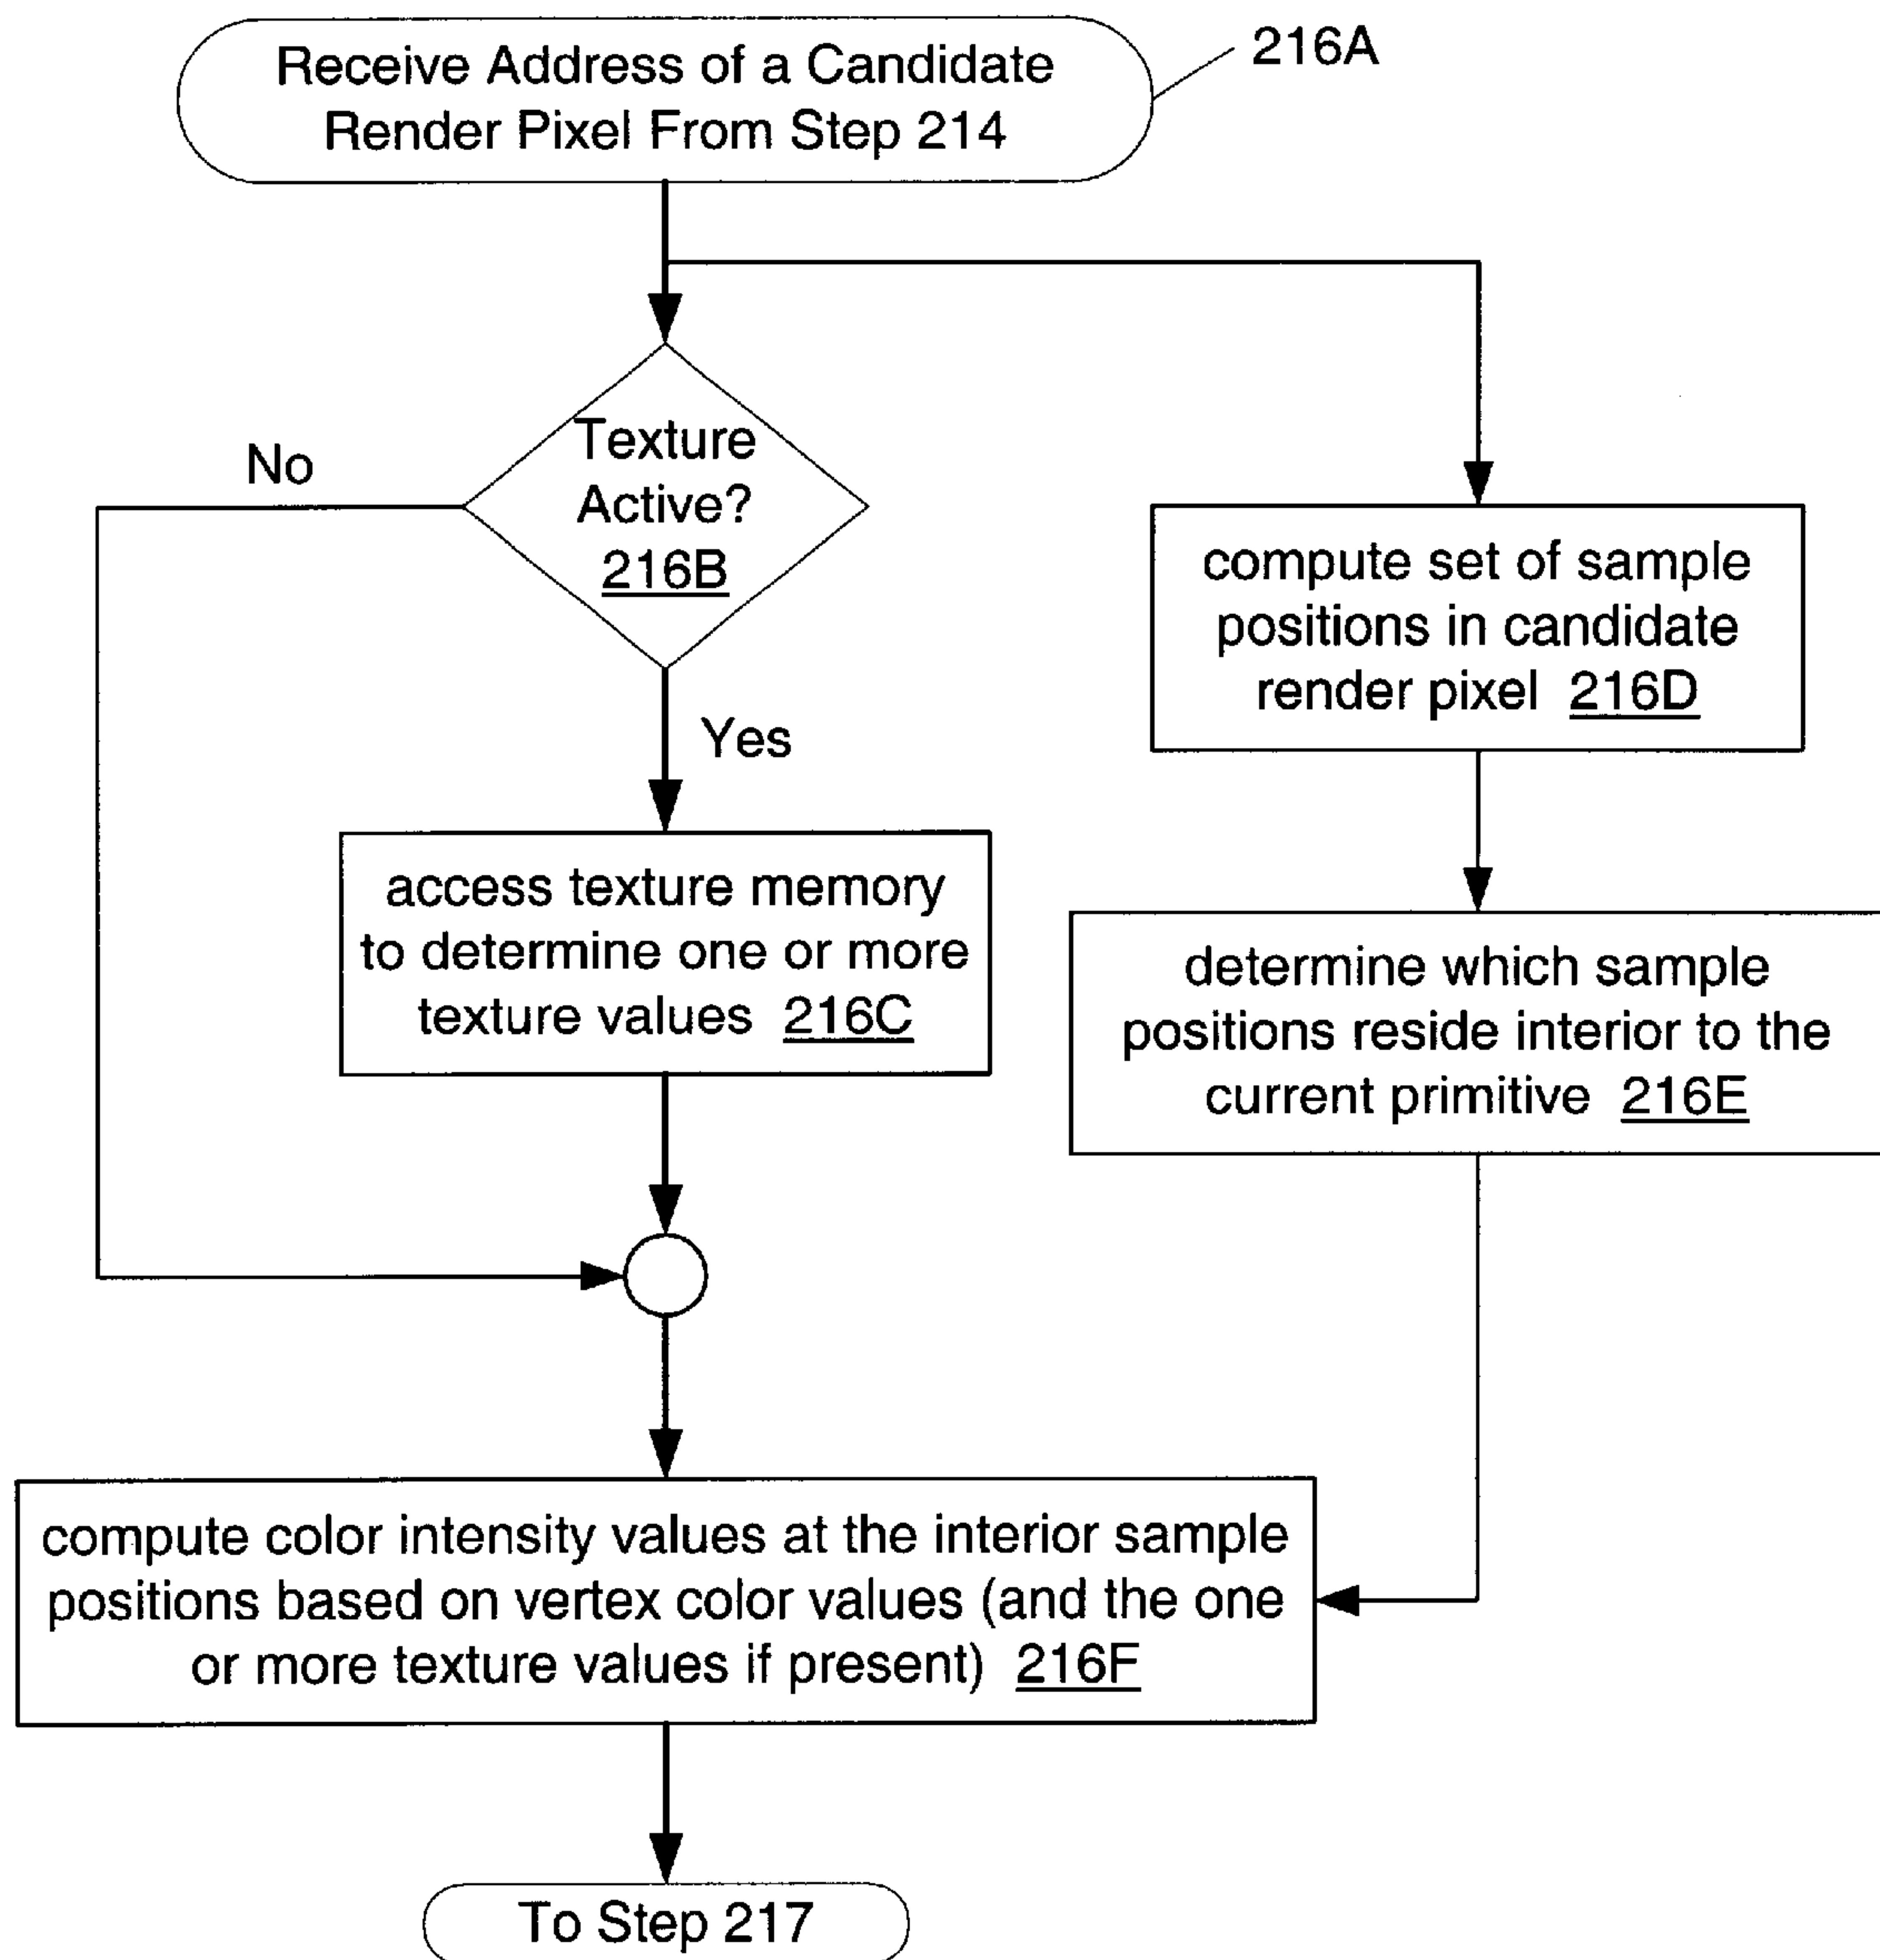 Receive Address of a Candidate
Render Pixel From Step 214
216A
Texture
Active?
216B
No
Yes
compute set of sample
positions in candidate
render pixel 216D
access texture memory
to determine one or more
texture values 216C
determine which sample
positions reside interior to the
current primitive 216E
compute color intensity values at the interior sample
positions based on vertex color values (and the one
or more texture values if present) 216F
To Step 217